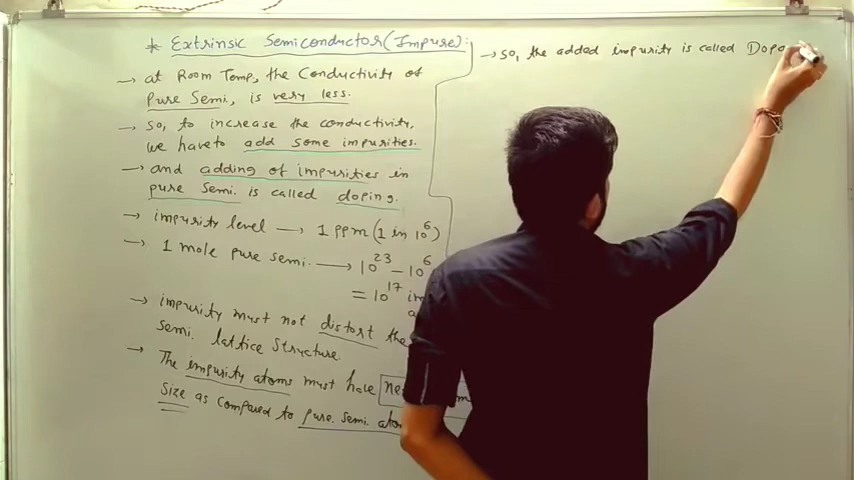 * Extrinsic Semiconductor (Impure):
→ at Room Temp, the Conductivity of
pure Semi, is very less.
→ so, to increase the conductivity,
we have to add some impurities.
→ and adding of impurities in
pure Semi. is called doping.
→ impurity level → 1 ppm (1 in 10⁶)
→ 1 mole pure semi. → 10²³ - 10⁶
= 10¹⁷
→ impurity must not distort the
semi. lattice structure.
→ The impurity atoms must have
size as compared to pure. semi.
→ so, the added impurity is called Dopa